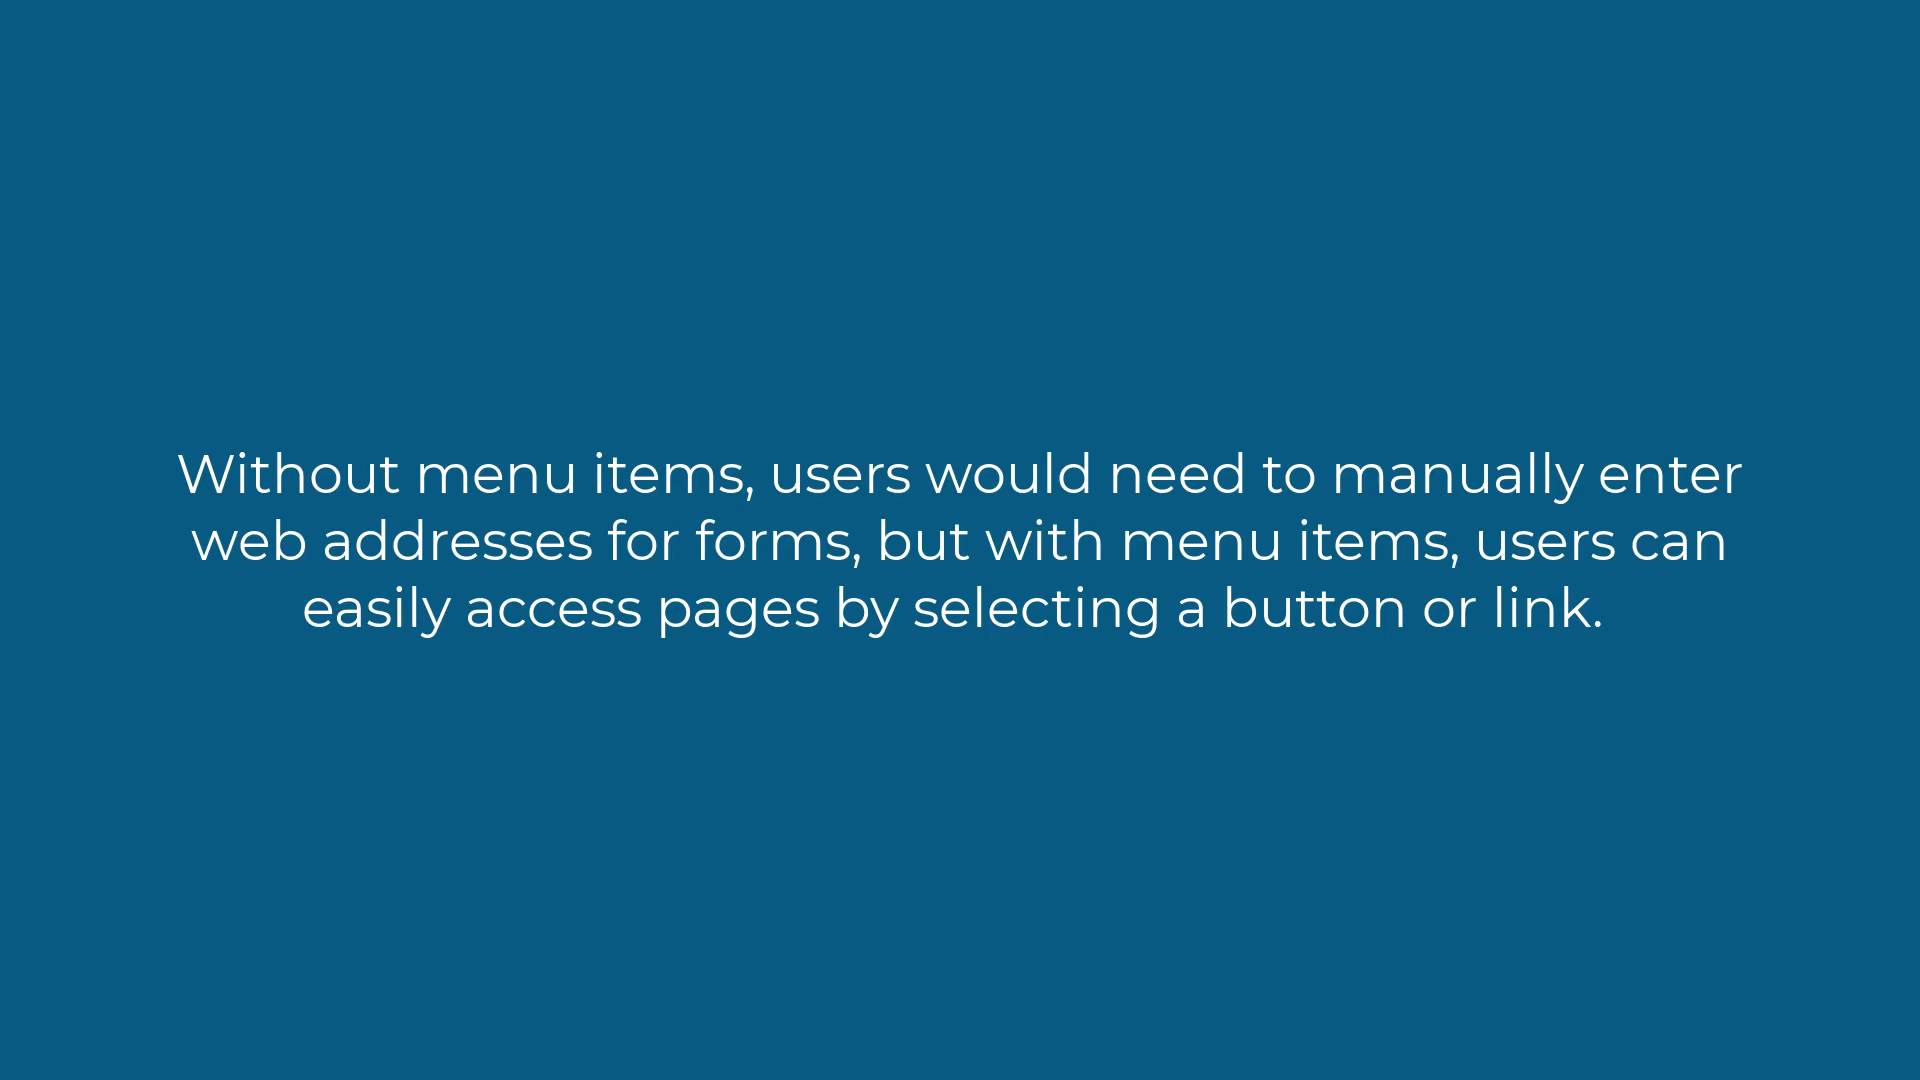 Without menu items, users would need to manually enter
web addresses for forms, but with menu items, users can
easily access pages by selecting a button or link.